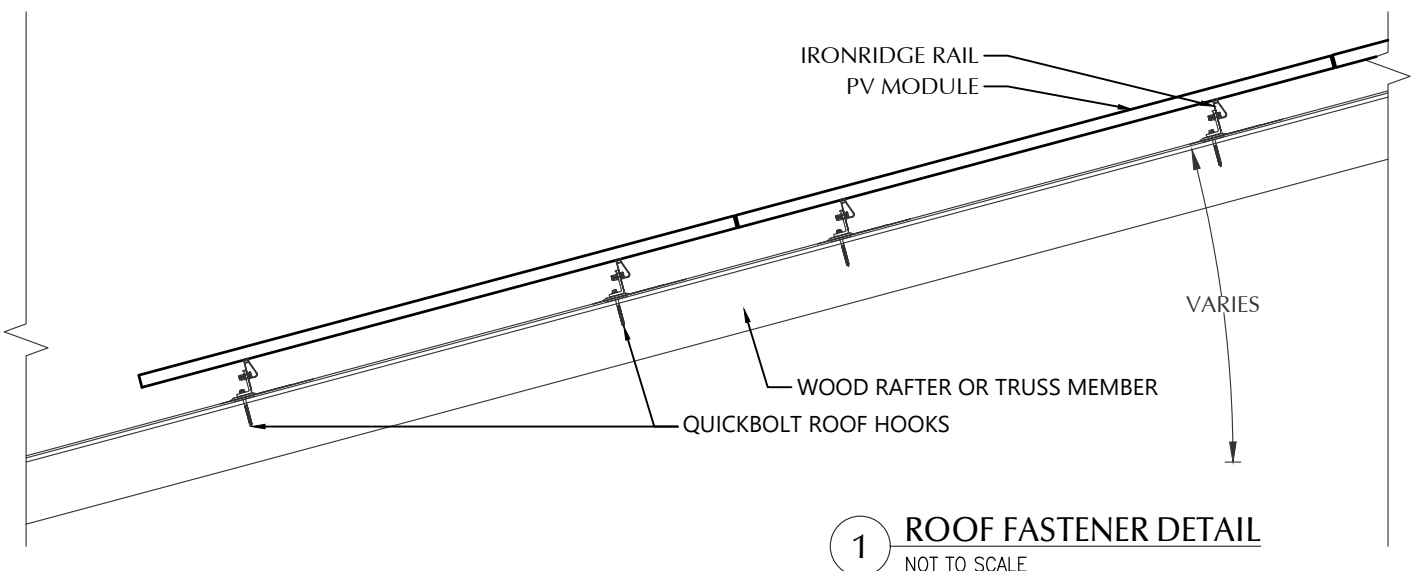 IRONRIDGE RAIL
PV MODULE
VARIES
WOOD RAFTER OR TRUSS MEMBER
QUICKBOLT ROOF HOOKS
1
ROOF FASTENER DETAIL
NOT TO SCALE